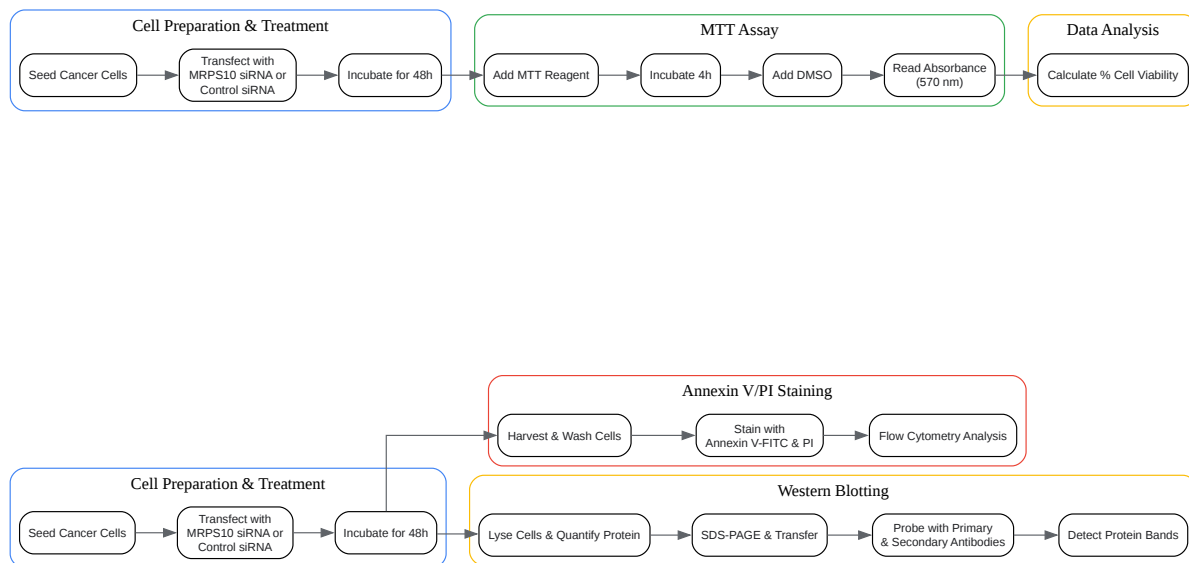 Cell Preparation & Treatment
Seed Cancer Cells
Transfect with
MRPS10 siRNA or
Control siRNA
Incubate for 48h
MTT Assay
Add MTT Reagent
Incubate 4h
Add DMSO
Read Absorbance
(570 nm)
Data Analysis
Calculate % Cell Viability
Annexin V/PI Staining
Harvest & Wash Cells
Stain with
Annexin V-FITC & PI
Flow Cytometry Analysis
Cell Preparation & Treatment
Seed Cancer Cells
Transfect with
MRPS10 siRNA or
Control siRNA
Incubate for 48h
Western Blotting
Lyse Cells & Quantify Protein
SDS-PAGE & Transfer
Probe with Primary
& Secondary Antibodies
Detect Protein Bands